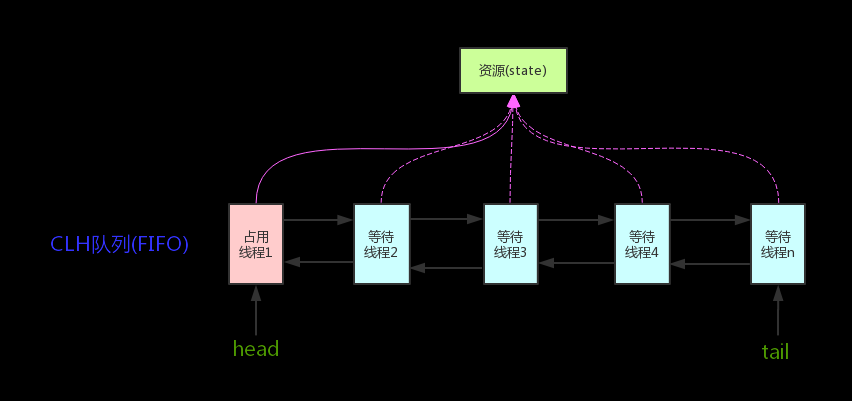 资源(state)
CLH队列(FIFO)
占用
线程1
等待
线程2
等待
线程3
等待
线程4
等待
线程n
head
tail